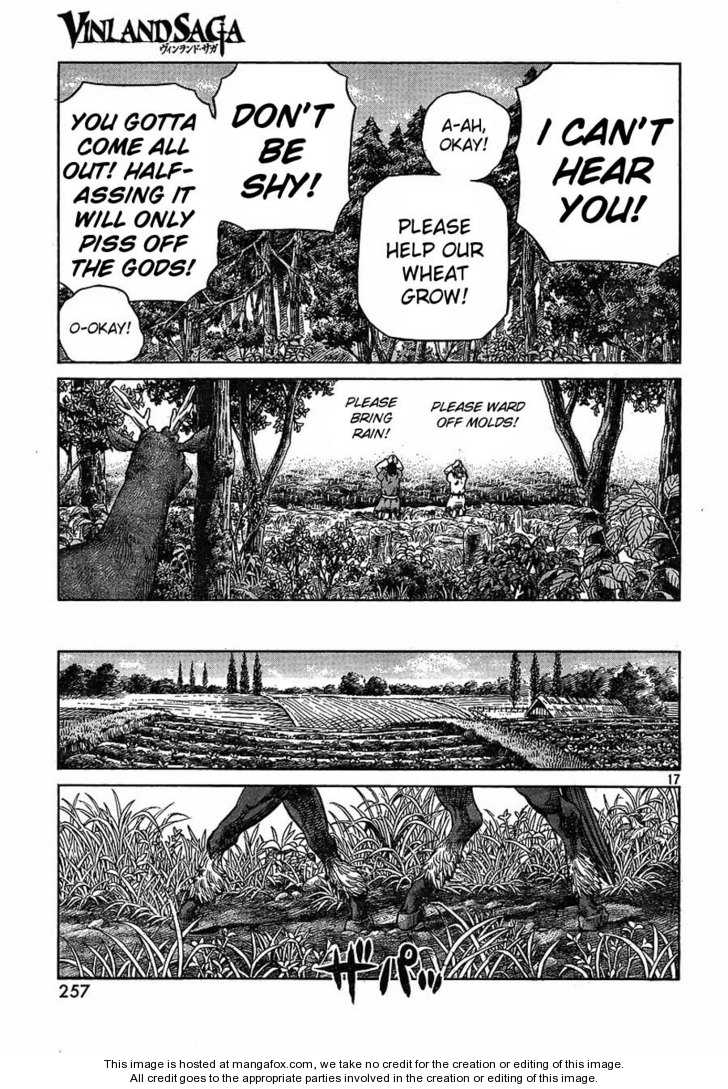 VINLAND SAGA
ヴィンランド・サガ
I CAN'T
HEAR
YOU!
A-AH,
OKAY!
PLEASE
HELP OUR
WHEAT
GROW!
DON'T
BE
SHY!
YOU GOTTA
COME ALL
OUT! HALF-
ASSING IT
WILL ONLY
PISS OFF
THE GODS!
O-OKAY!
PLEASE WARD
OFF MOLDS!
PLEASE
BRING
RAIN!
17
ザパッ
257
This image is hosted at mangafox.com, we take no credit for the creation or editing of this image.
All credit goes to the appropriate parties involved in the creation or editing of this image.